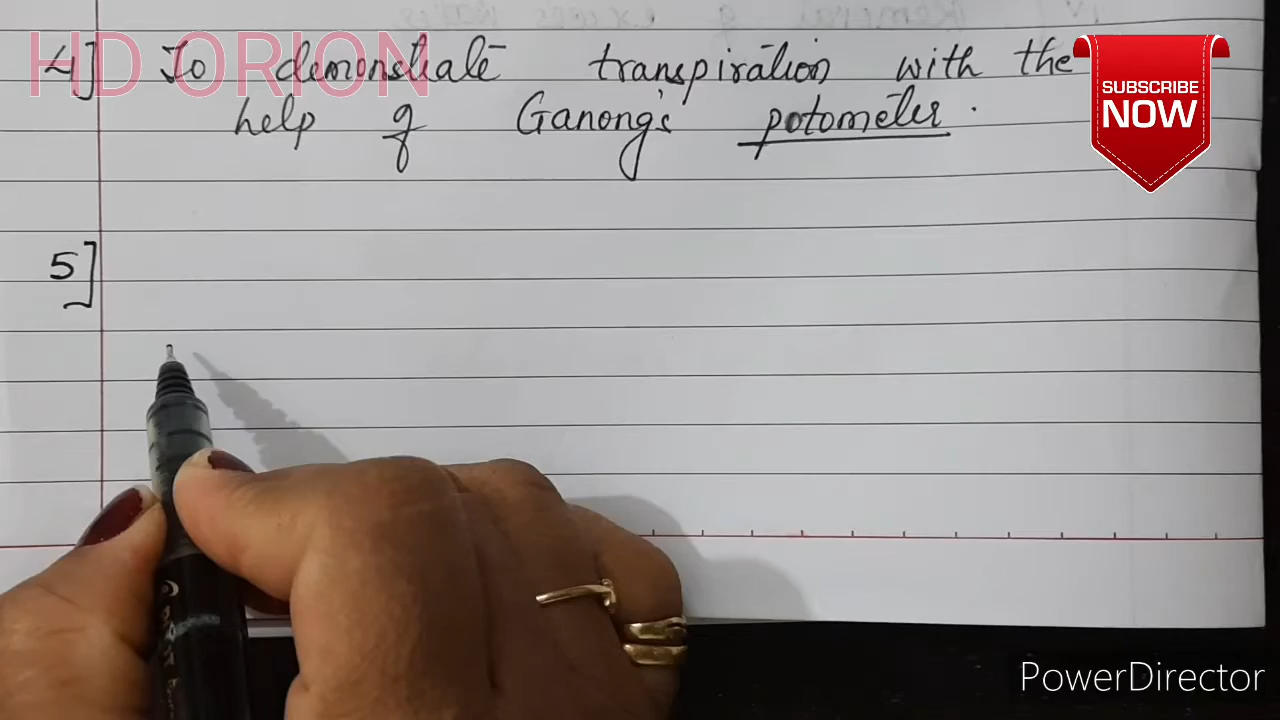 HD ORION
4] To demonstrate transpiration with the
help of Ganong's potometer.
SUBSCRIBE
NOW
5]
PowerDirector